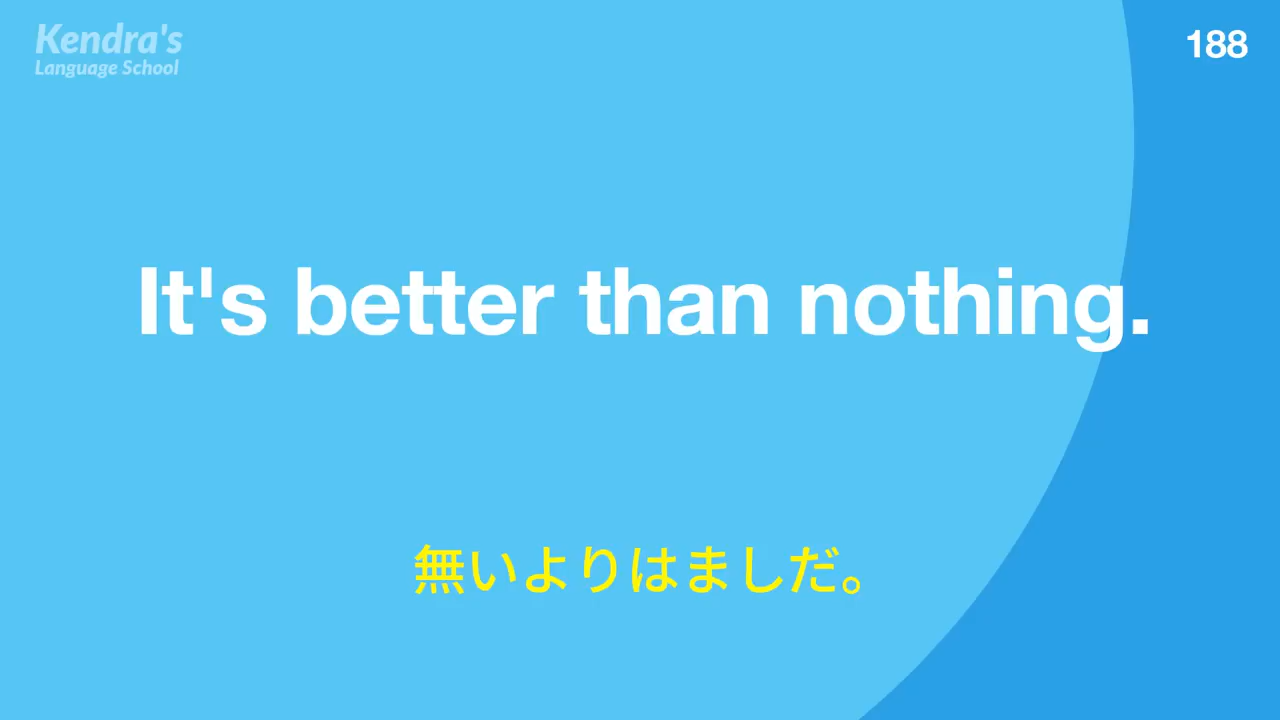 Kendra's
Language School
188
It's better than nothing.
無いよりはましだ。